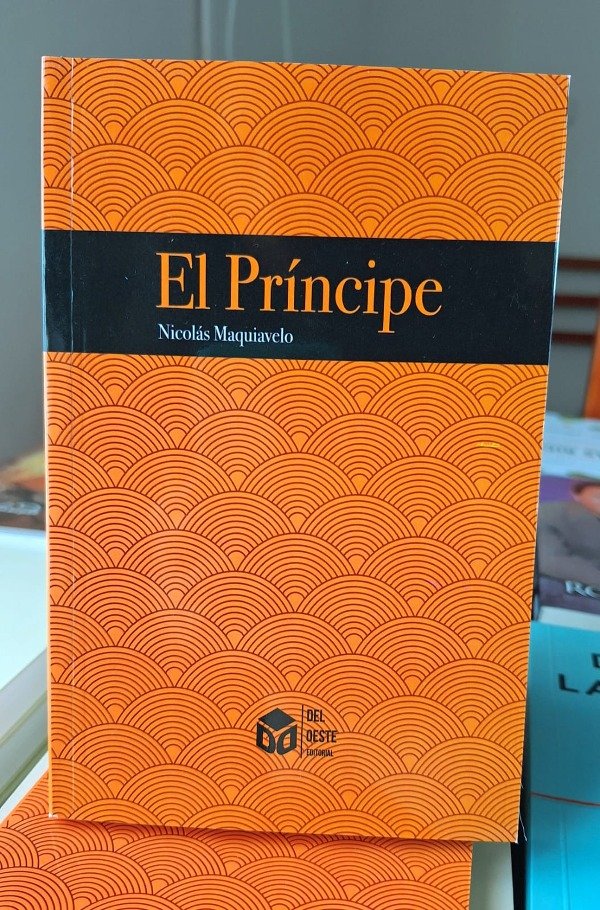 El Príncipe
Nicolás Maquiavelo
DEL
OESTE
EDITORIAL